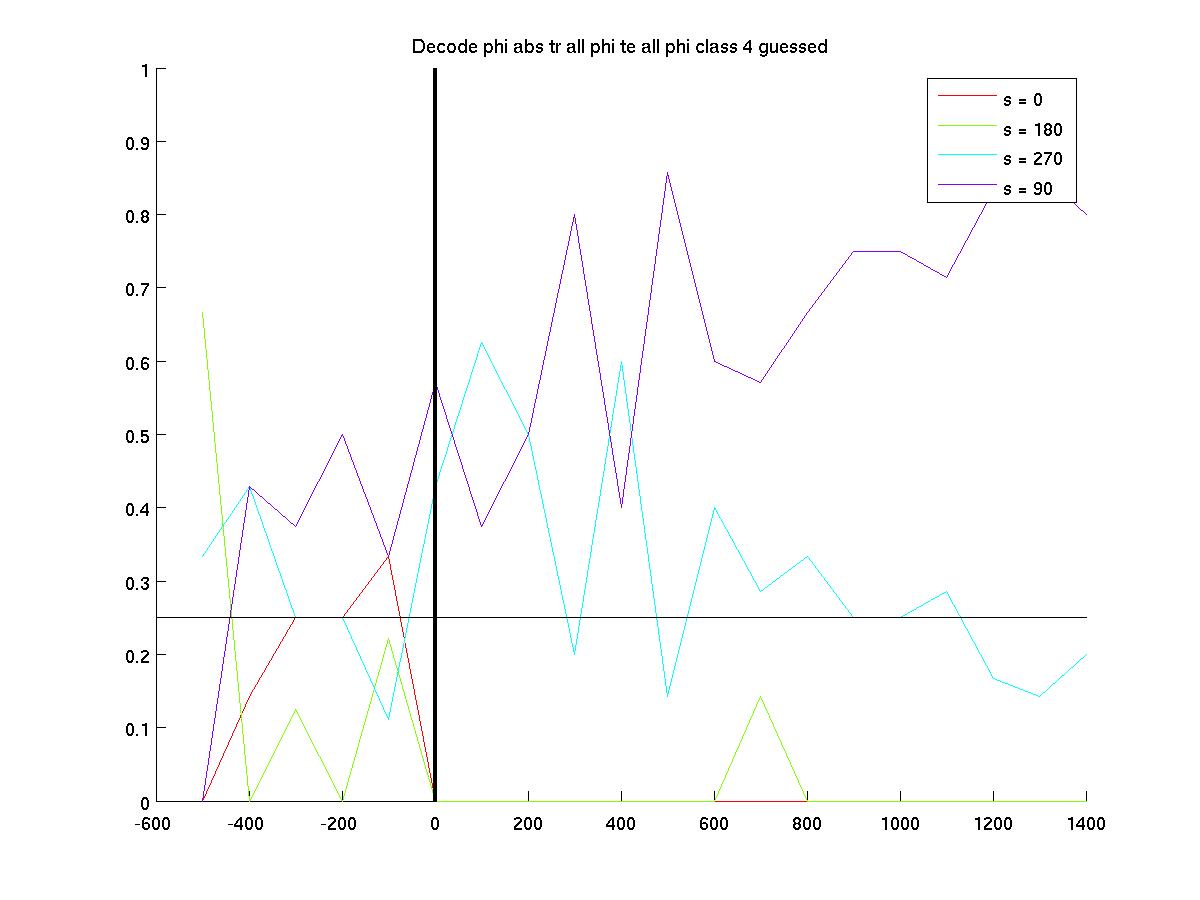 Decode phi abs tr all phi te all phi class 4 guessed
1
0.9
0.8
0.7
0.6
0.5
0.4
0.3
0.2
0.1
0
-600 -400 -200 0 200 400 600 800 1000 1200 1400
s = 0
s = 180
s = 270
s = 90